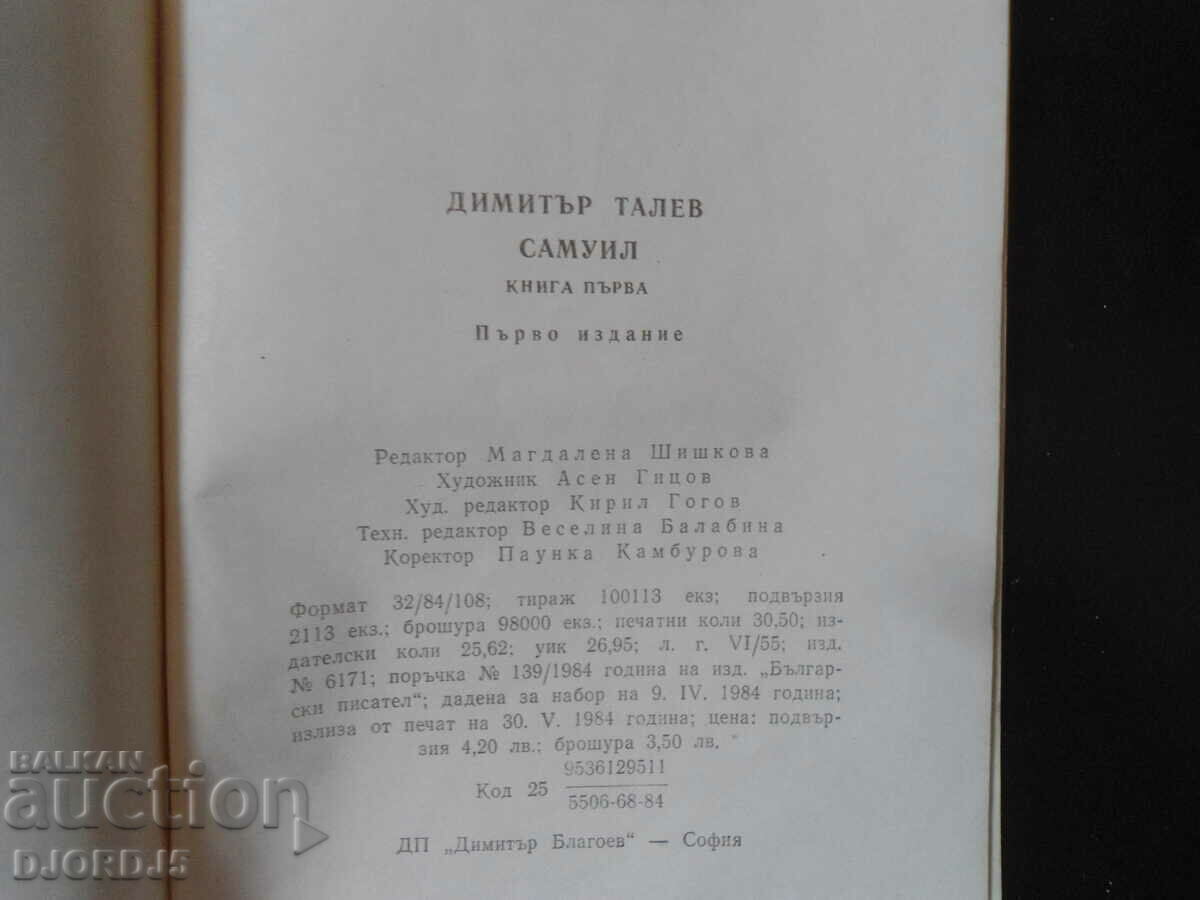 ДИМИТЪР ТАЛЕВ
САМУИЛ
КНИГА ПЪРВА
Първо издание
Редактор Магдалена Шишкова
Художник Асен Гицов
Худ. редактор Кирил Гогов
Техн. редактор Веселина Балабина
Коректор Паунка Камбурова
Формат 32/84/108; тираж 100113 екз; подвързия
2113 екз.; брошура 98000 екз.; печатни коли 30,50; из-
дателски коли 25,62; уик 26,95; л. г. VI/55; изд.
№ 6171; поръчка № 139/1984 година на изд. „Българ-
ски писател“; дадена за набор на 9. IV. 1984 година;
излиза от печат на 30. V. 1984 година; цена: подвър-
зия 4,20 лв.; брошура 3,50 лв.
9536129511
Код 25
5506-68-84
ДП „Димитър Благоев“ — София
BALKAN
auction
DJORDJ5